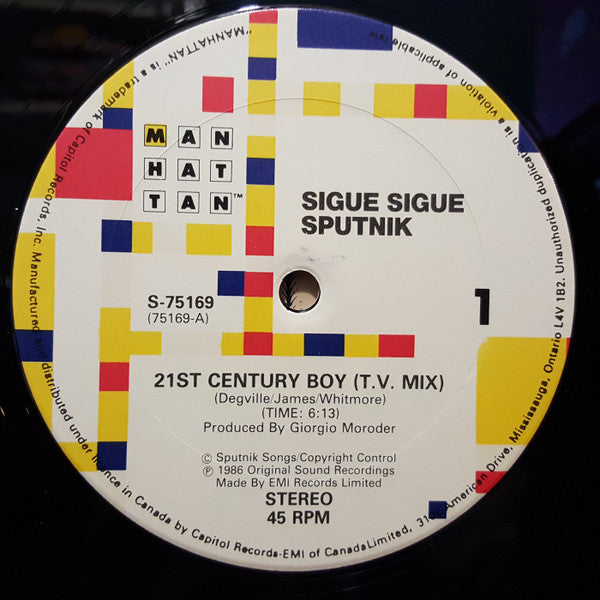 MAN
HAT
TAN™
SIGUE SIGUE
SPUTNIK
S-75169
(75169-A)
1
21ST CENTURY BOY (T.V. MIX)
(Degville/James/Whitmore)
(TIME: 6:13)
Produced By Giorgio Moroder
© Sputnik Songs/Copyright Control
℗ 1986 Original Sound Recordings
Made By EMI Records Limited
STEREO
45 RPM
"MANHATTAN" is a trademark of Capitol Records, Inc. Manufactured and distributed under licence in Canada by Capitol Records-EMI of Canada Limited, 31 American Drive, Mississauga, Ontario L4V 1B2. Unauthorized duplication is a violation of applicable law